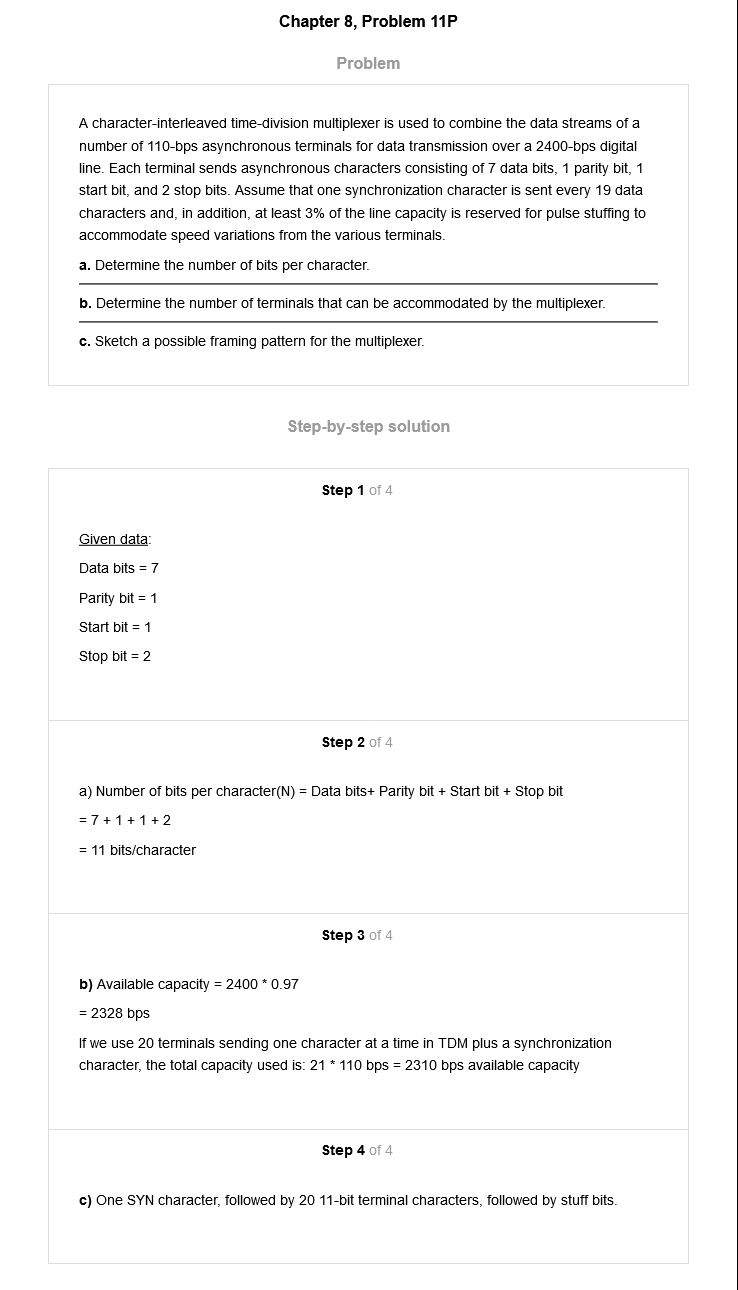 Chapter 8, Problem 11P
Problem
A character-interleaved time-division multiplexer is used to combine the data streams of a
number of 110-bps asynchronous terminals for data transmission over a 2400-bps digital
line. Each terminal sends asynchronous characters consisting of 7 data bits, 1 parity bit, 1
start bit, and 2 stop bits. Assume that one synchronization character is sent every 19 data
characters and, in addition, at least 3% of the line capacity is reserved for pulse stuffing to
accommodate speed variations from the various terminals.
a. Determine the number of bits per character.
b. Determine the number of terminals that can be accommodated by the multiplexer.
c. Sketch a possible framing pattern for the multiplexer.
Step-by-step solution
Step 1 of 4
Given data:
Data bits = 7
Parity bit = 1
Start bit = 1
Stop bit = 2
Step 2 of 4
a) Number of bits per character(N) = Data bits+ Parity bit + Start bit + Stop bit
= 7 + 1 + 1 + 2
= 11 bits/character
Step 3 of 4
b) Available capacity = 2400 * 0.97
= 2328 bps
If we use 20 terminals sending one character at a time in TDM plus a synchronization
character, the total capacity used is: 21 * 110 bps = 2310 bps available capacity
Step 4 of 4
c) One SYN character, followed by 20 11-bit terminal characters, followed by stuff bits.